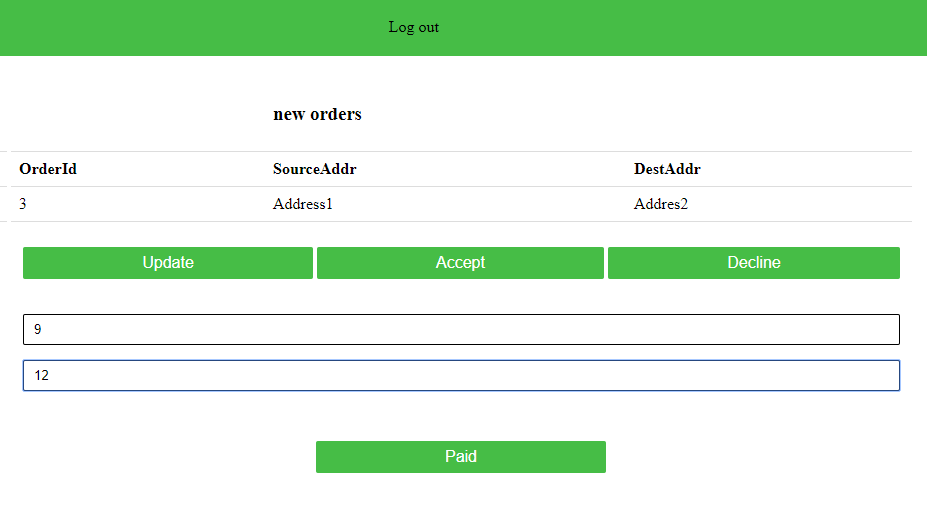 Log out
new orders
OrderId SourceAddr DestAddr
3 Address1 Addres2
Update Accept Decline
9
12
Paid